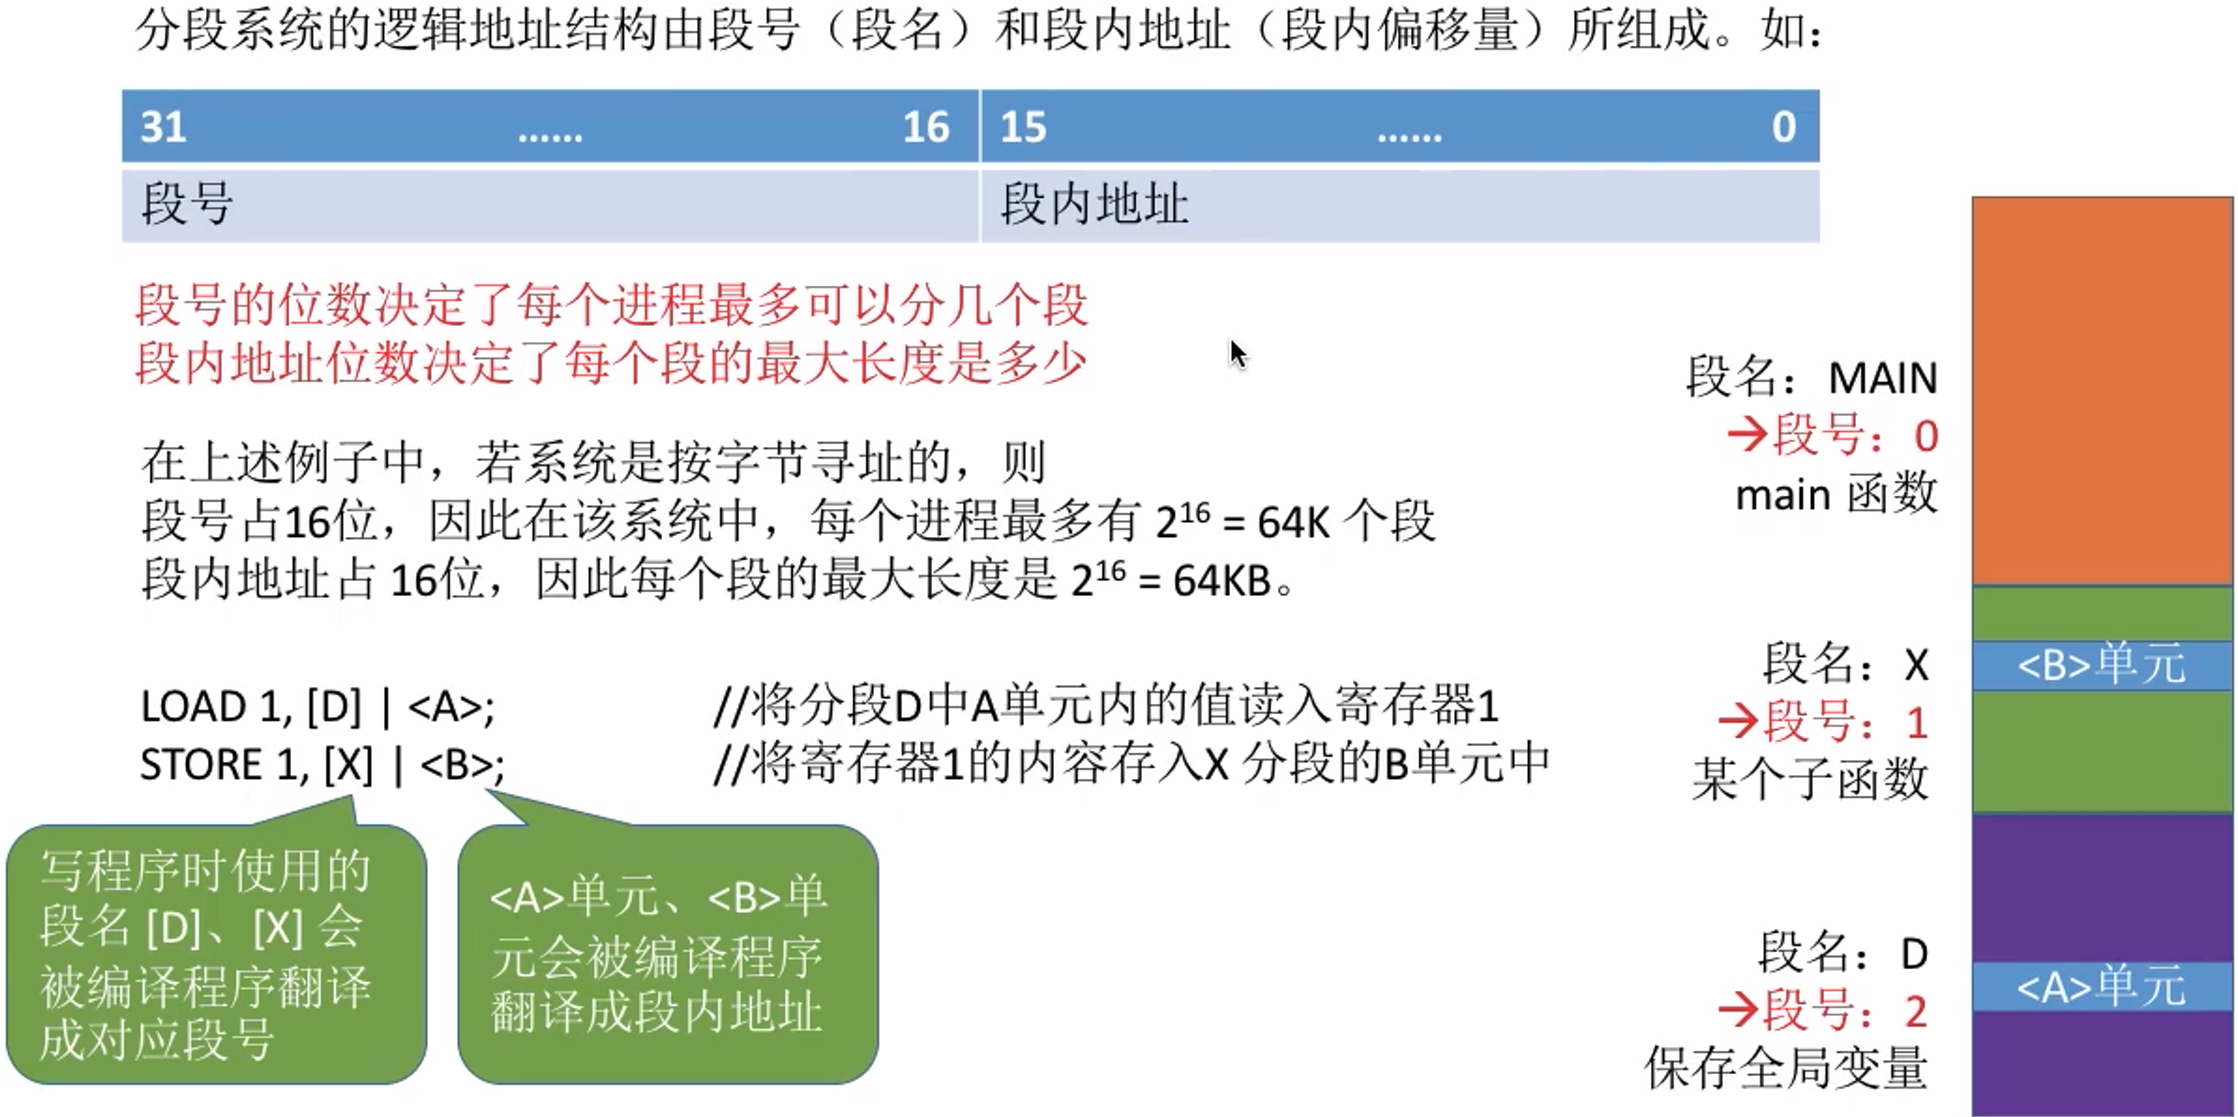 分段系统的逻辑地址结构由段号（段名）和段内地址（段内偏移量）所组成。如：
31 …… 16 15 …… 0
段号 段内地址
段号的位数决定了每个进程最多可以分几个段
段内地址位数决定了每个段的最大长度是多少
在上述例子中，若系统是按字节寻址的，则
段号占16位，因此在该系统中，每个进程最多有 2¹⁶ = 64K 个段
段内地址占 16位，因此每个段的最大长度是 2¹⁶ = 64KB。
LOAD 1, [D] | <A>; //将分段D中A单元内的值读入寄存器1
STORE 1, [X] | <B>; //将寄存器1的内容存入X 分段的B单元中
写程序时使用的
段名 [D]、[X] 会
被编译程序翻译
成对应段号
<A>单元、<B>单
元会被编译程序
翻译成段内地址
段名：MAIN
→段号：0
main 函数
段名：X
→段号：1
某个子函数
<B>单元
段名：D
→段号：2
保存全局变量
<A>单元